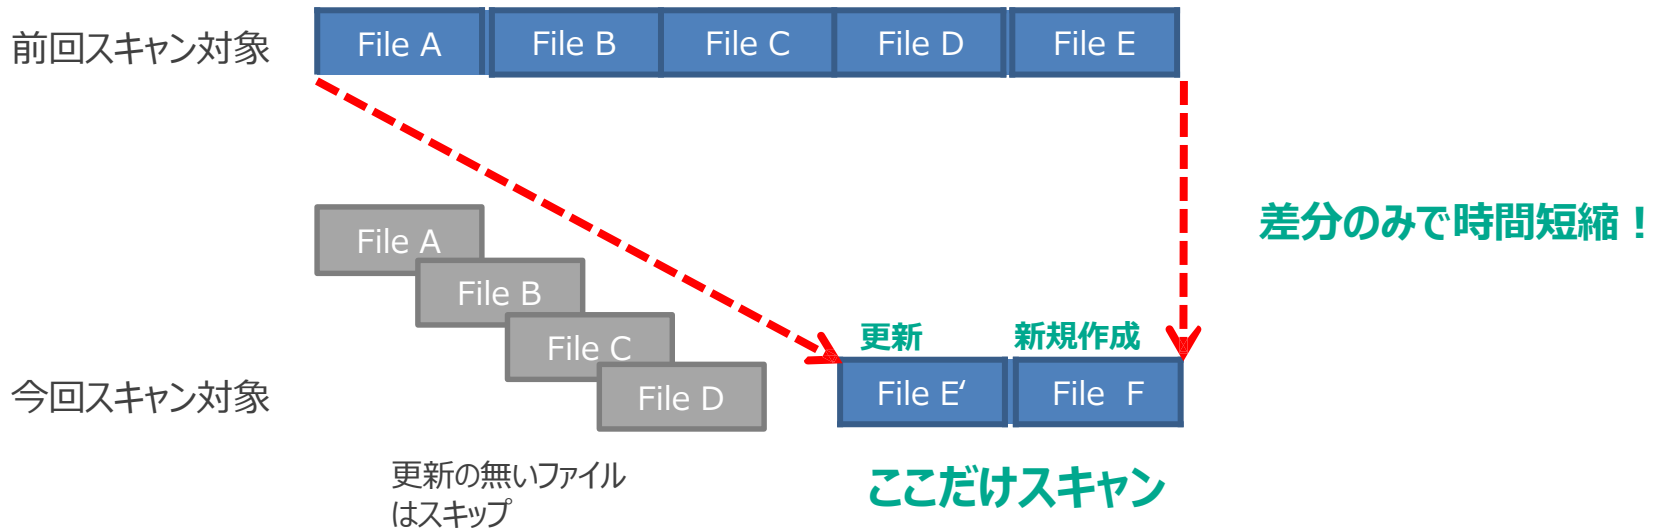 前回スキャン対象
File A
File B
File C
File D
File E
差分のみで時間短縮！
File A
File B
File C
File D
更新
新規作成
今回スキャン対象
File E‘
File F
更新の無いファイル
はスキップ
ここだけスキャン